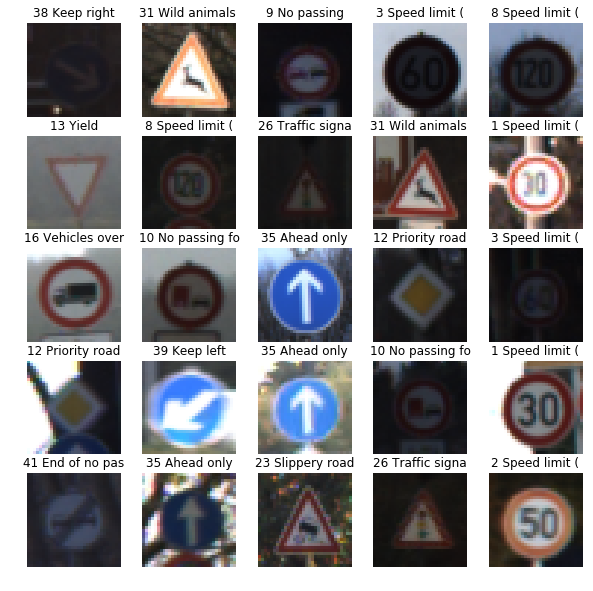 38 Keep right 31 Wild animals 9 No passing 3 Speed limit ( 8 Speed limit (
60 120
13 Yield 8 Speed limit ( 26 Traffic signa 31 Wild animals 1 Speed limit (
120 30
16 Vehicles over 10 No passing fo 35 Ahead only 12 Priority road 3 Speed limit (
60
12 Priority road 39 Keep left 35 Ahead only 10 No passing fo 1 Speed limit (
30
41 End of no pas 35 Ahead only 23 Slippery road 26 Traffic signa 2 Speed limit (
50